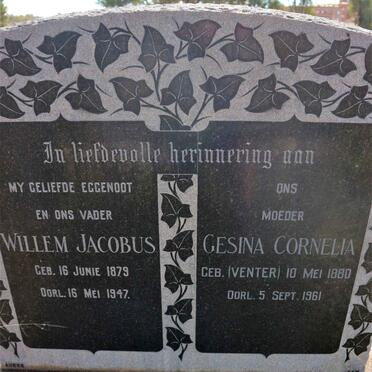 In liefdevolle herinnering aan
MY GELIEFDE EGGENOOT
EN ONS VADER
WILLEM JACOBUS
GEB. 16 JUNIE 1879
OORL. 16 MEI 1947.
ONS
MOEDER
GESINA CORNELIA
GEB. (VENTER) 10 MEI 1880
OORL. 5 SEPT. 1961